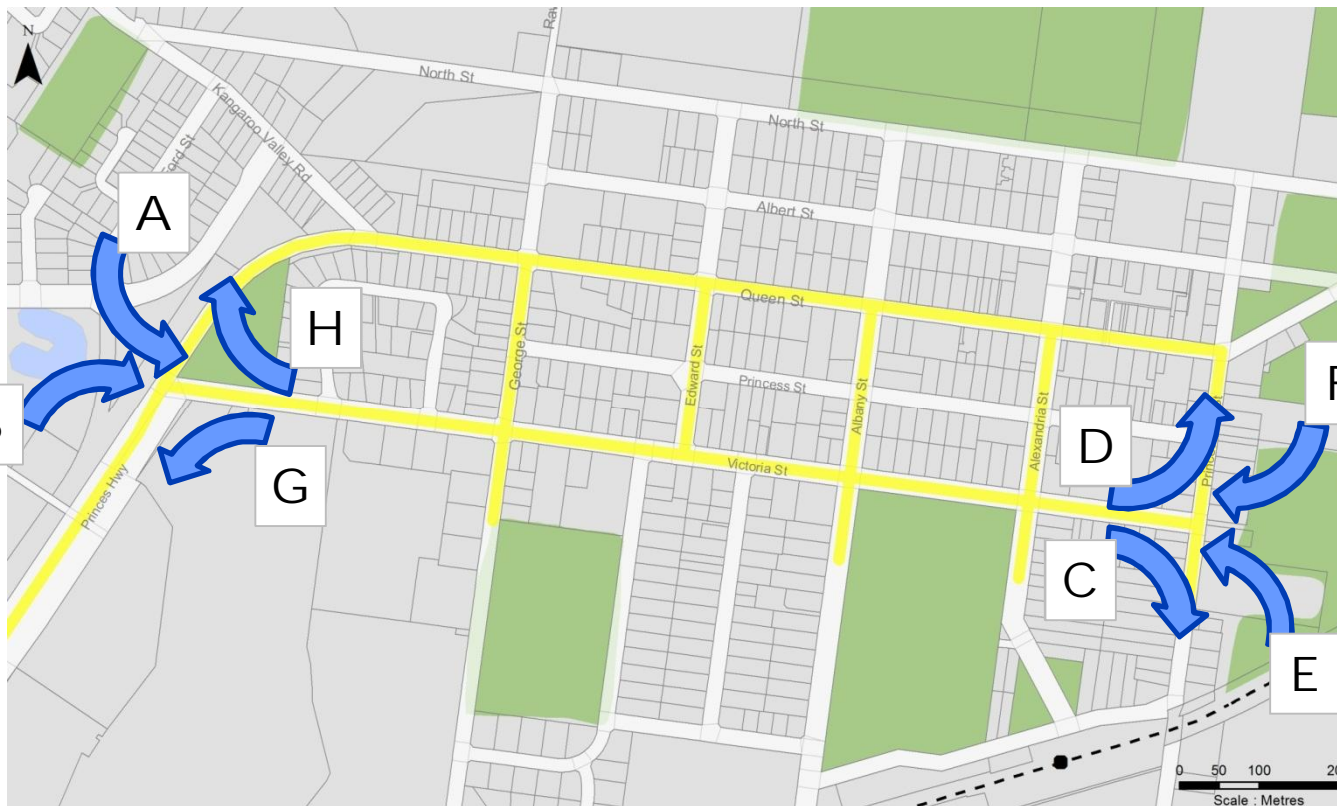 N
North St
North St
Kangaroo Valley Rd
A
Albert St
H
Queen St
George St
Edward St
Princess St
Albany St
Alexandria St
D
Victoria St
G
Princes Hwy
C
E
0 50 100
Scale : Metres